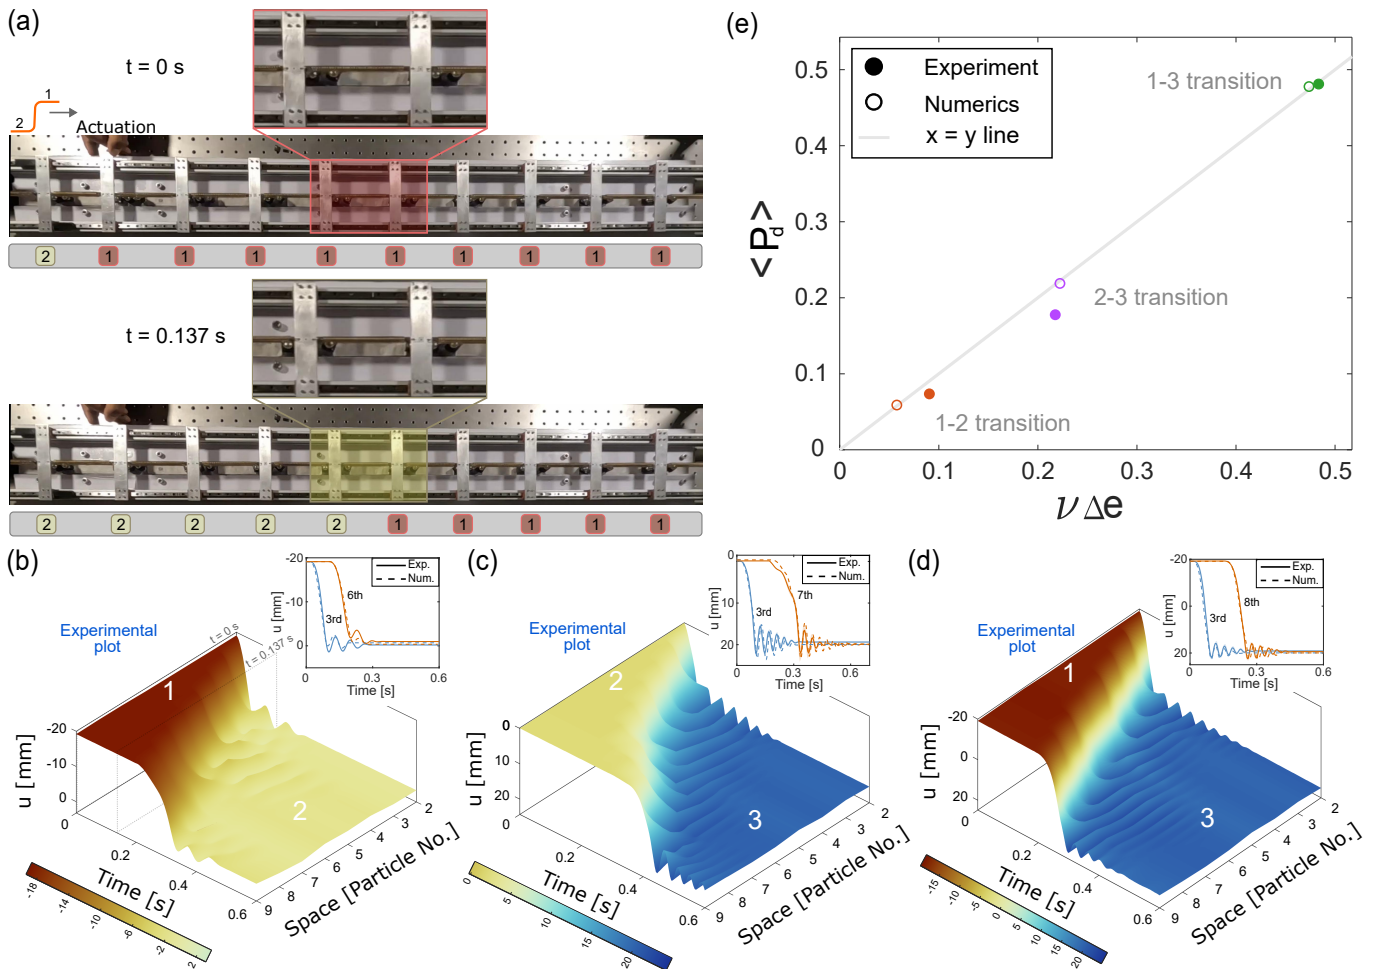 (a)
t = 0 s
1
2
Actuation
2 1 1 1 1 1 1 1 1 1
t = 0.137 s
2 2 2 2 2 1 1 1 1 1
(e)
Experiment
Numerics
x = y line
1-3 transition
2-3 transition
1-2 transition
0.5
0.4
0.3
0.2
0.1
0
<P_d>
0 0.1 0.2 0.3 0.4 0.5
ν Δe
(b)
Experimental
plot
t = 0 s
t = 0.137 s
1
2
-20
-10
0
u [mm]
0 0.2 0.4 0.6
Time [s]
9 8 7 6 5 4 3 2
Space [Particle No.]
-18 -14 -10 -6 -2 2
Exp.
Num.
6th
3rd
-20
-10
0
u [mm]
0 0.2 0.4 0.6
Time [s]
(c)
Experimental
plot
2
3
0
10
20
u [mm]
0 0.2 0.4 0.6
Time [s]
9 8 7 6 5 4 3 2
Space [Particle No.]
0 5 10 15 20
Exp.
Num.
7th
3rd
0
10
20
u [mm]
0 0.2 0.4 0.6
Time [s]
(d)
Experimental
plot
1
3
-20
0
20
u [mm]
0 0.2 0.4 0.6
Time [s]
9 8 7 6 5 4 3 2
Space [Particle No.]
-15 -10 -5 0 5 10 15 20
Exp.
Num.
8th
3rd
-20
0
20
u [mm]
0 0.2 0.4 0.6
Time [s]